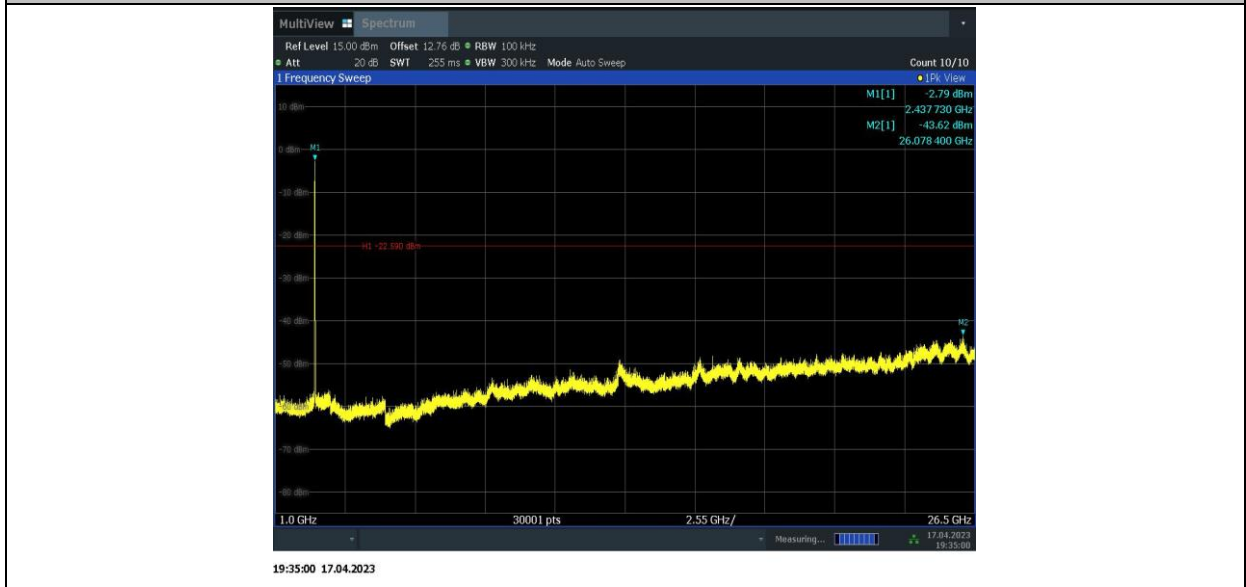 MultiView Spectrum
Ref Level 15.00 dBm Offset 12.76 dB RBW 100 kHz
Att 20 dB SWT 255 ms VBW 300 kHz Mode Auto Sweep Count 10/10
1 Frequency Sweep 1Pk View
M1[1] -2.79 dBm
2.437 730 GHz
M2[1] -43.62 dBm
26.078 400 GHz
10 dBm
0 dBm
M1
-10 dBm
-20 dBm
-30 dBm
-40 dBm
M2
-50 dBm
-70 dBm
-80 dBm
1.0 GHz 30001 pts 2.55 GHz/ 26.5 GHz
Measuring... 17.04.2023
19:35:00
19:35:00 17.04.2023